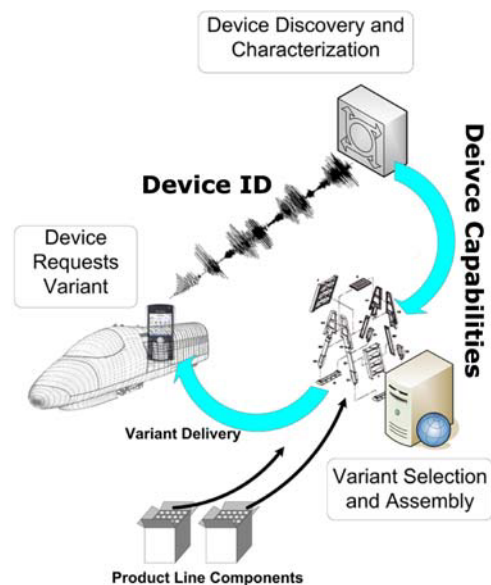 Device Discovery and
Characterization
Device ID
Deivce Capabilities
Device
Requests
Variant
Variant Delivery
Variant Selection
and Assembly
Product Line Components